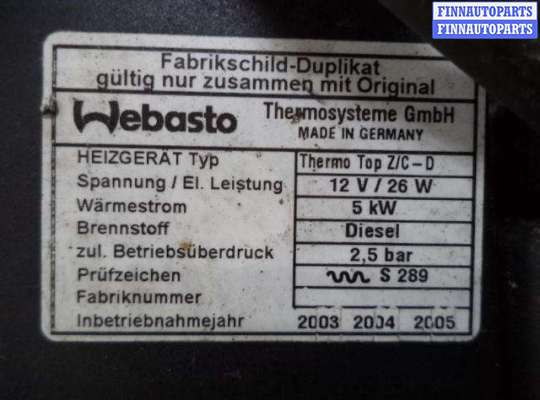 FINNAUTOPARTS
FINNAUTOPARTS
Fabrikschild-Duplikat
gültig nur zusammen mit Original
Webasto Thermosysteme GmbH
MADE IN GERMANY
HEIZGERÄT Typ Thermo Top Z/C-D
Spannung / El. Leistung 12 V / 26 W
Wärmestrom 5 kW
Brennstoff Diesel
zul. Betriebsüberdruck 2,5 bar
Prüfzeichen S 289
Fabriknummer
Inbetriebnahmejahr 2003 2004 2005